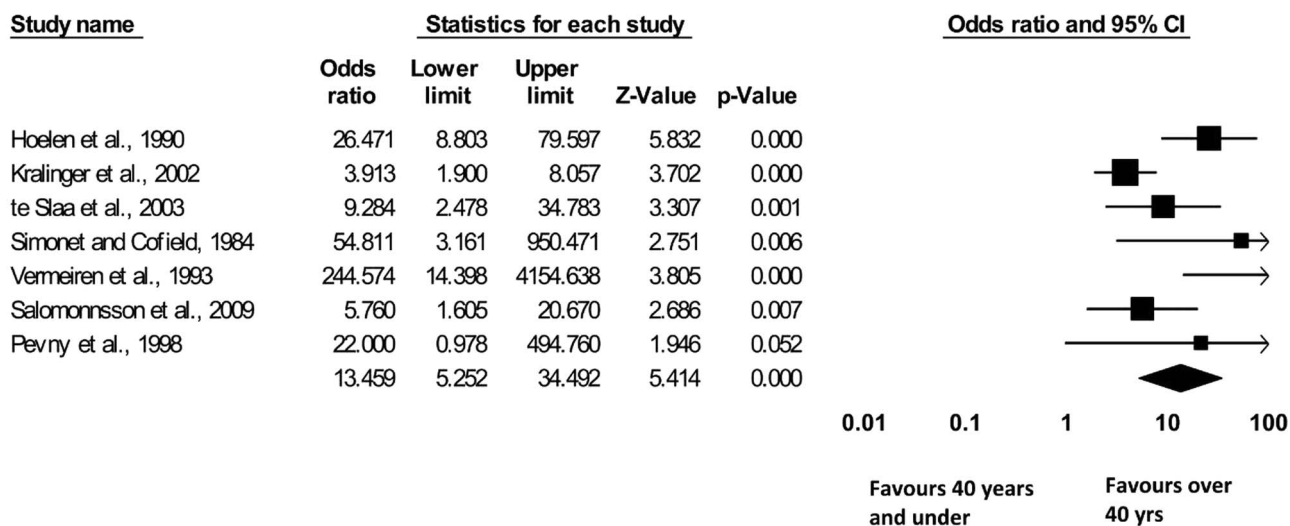 Study name Statistics for each study Odds ratio and 95% CI
Odds Lower Upper
ratio limit limit Z-Value p-Value
Hoelen et al., 1990 26.471 8.803 79.597 5.832 0.000
Kralinger et al., 2002 3.913 1.900 8.057 3.702 0.000
te Slaa et al., 2003 9.284 2.478 34.783 3.307 0.001
Simonet and Cofield, 1984 54.811 3.161 950.471 2.751 0.006
Vermeiren et al., 1993 244.574 14.398 4154.638 3.805 0.000
Salomonnsson et al., 2009 5.760 1.605 20.670 2.686 0.007
Pevny et al., 1998 22.000 0.978 494.760 1.946 0.052
13.459 5.252 34.492 5.414 0.000
0.01 0.1 1 10 100
Favours 40 years Favours over
and under 40 yrs